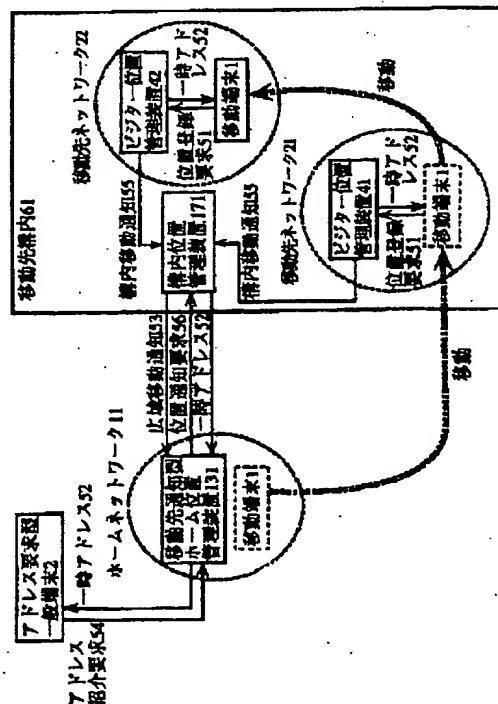 アドレス要求型
一般端末2
アドレス
紹介要求54
一時アドレス52
ホームネットワーク11
移動先通知型
ホーム位置
管理装置131
移動端末1
広域移動通知53
位置通知要求56
一時アドレス52
移動
移動先構内61
構内移動通知55
構内位置
管理装置171
構内移動通知55
移動先ネットワーク22
ビジター位置
管理装置42
位置登録
要求51
一時アド
レス52
移動端末1
移動先ネットワーク21
ビジター位置
管理装置41
位置登録
要求51
一時アド
レス52
移動端末1
移動